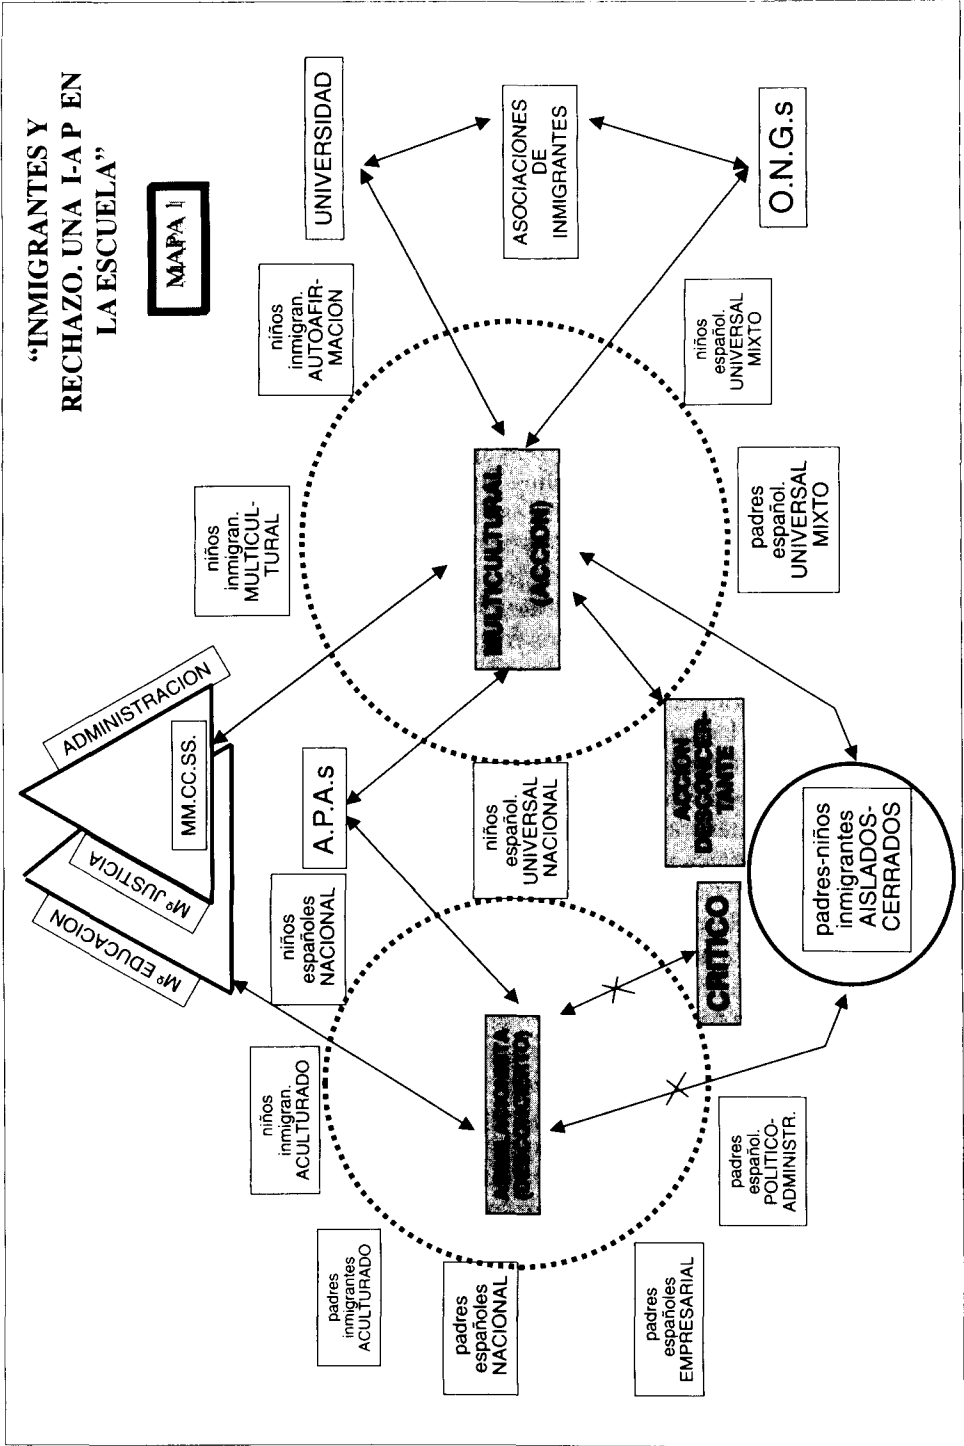 “INMIGRANTES Y
RECHAZO. UNA I-A P EN
LA ESCUELA”
MAPA 1
ADMINISTRACION
MM.CC.SS.
Mº JUSTICIA
Mº EDUCACION
UNIVERSIDAD
ASOCIACIONES
DE
INMIGRANTES
O.N.G.s
A.P.A.s
niños
inmigran.
AUTOAFIR-
MACION
niños
inmigran.
MULTICUL-
TURAL
niños
español.
UNIVERSAL
MIXTO
padres
español.
UNIVERSAL
MIXTO
MULTICULTURAL
(ACCION)
niños
español.
UNIVERSAL
NACIONAL
niños
españoles
NACIONAL
niños
inmigran.
ACULTURADO
padres
inmigrantes
ACULTURADO
padres
españoles
NACIONAL
padres
españoles
EMPRESARIAL
padres
español.
POLITICO-
ADMINISTR.
ASIMILACIONISTA
(DESCONCIERTO)
CRITICO
ACCION
DESCONCIER-
TANTE
padres-niños
inmigrantes
AISLADOS-
CERRADOS